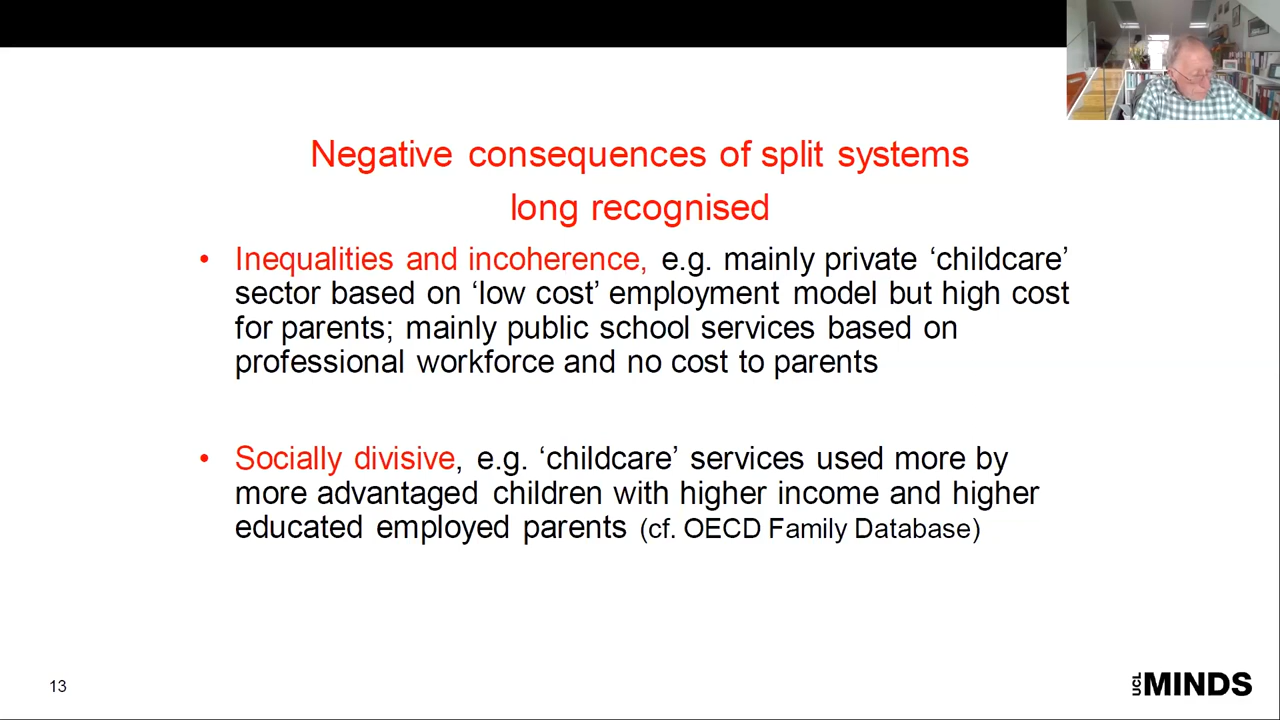 Negative consequences of split systems
long recognised
• Inequalities and incoherence, e.g. mainly private ‘childcare’
sector based on ‘low cost’ employment model but high cost
for parents; mainly public school services based on
professional workforce and no cost to parents
• Socially divisive, e.g. ‘childcare’ services used more by
more advantaged children with higher income and higher
educated employed parents (cf. OECD Family Database)
13
UCL MINDS